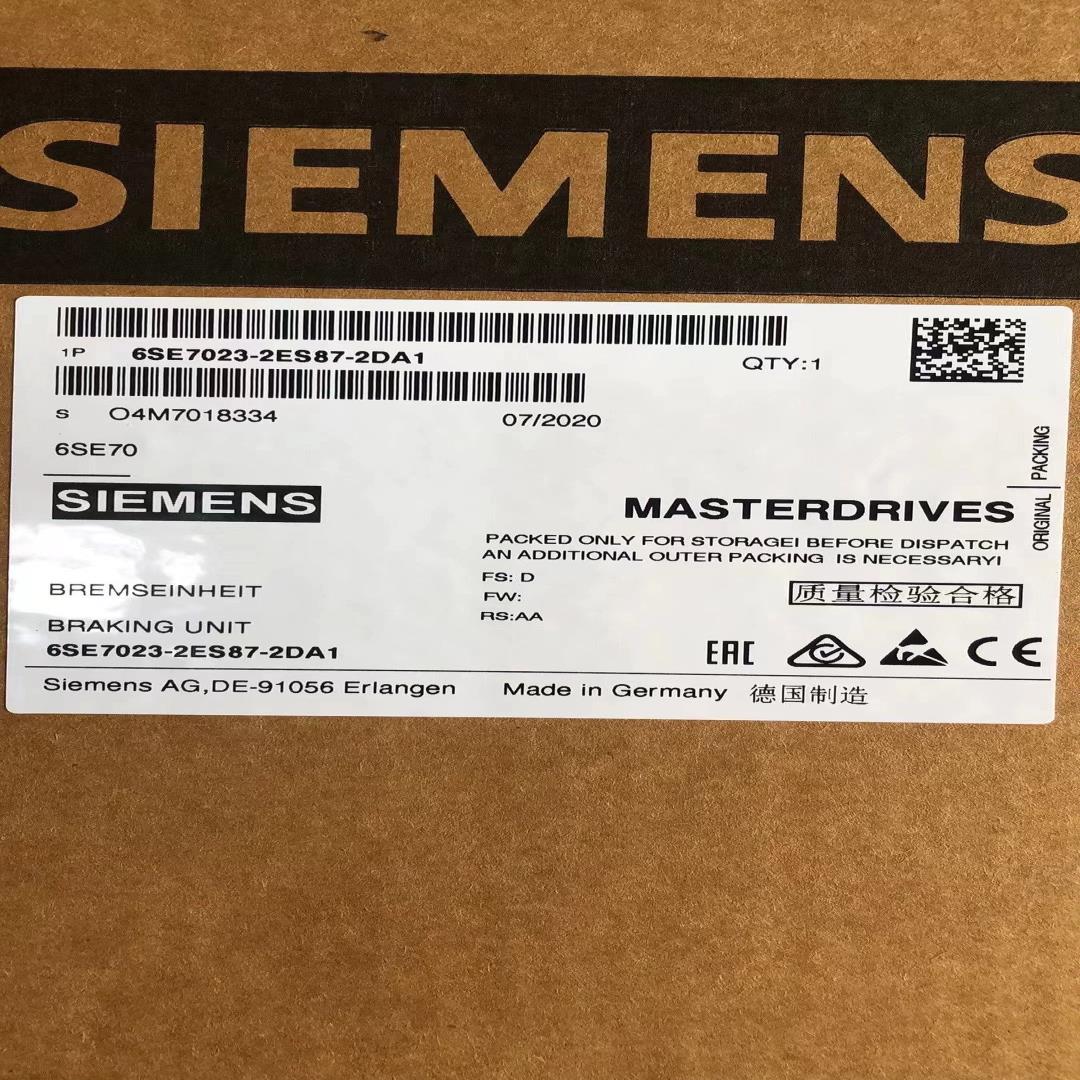 SIEMENS
1P 6SE7023-2ES87-2DA1 QTY:1
S O4M7018334 07/2020
6SE70
ORIGINAL PACKING
SIEMENS
MASTERDRIVES
PACKED ONLY FOR STORAGE! BEFORE DISPATCH
AN ADDITIONAL OUTER PACKING IS NECESSARY!
FS: D
FW:
RS:AA
质量检验合格
BREMSEINHEIT
BRAKING UNIT
6SE7023-2ES87-2DA1
EAC CE
Siemens AG,DE-91056 Erlangen Made in Germany 德国制造